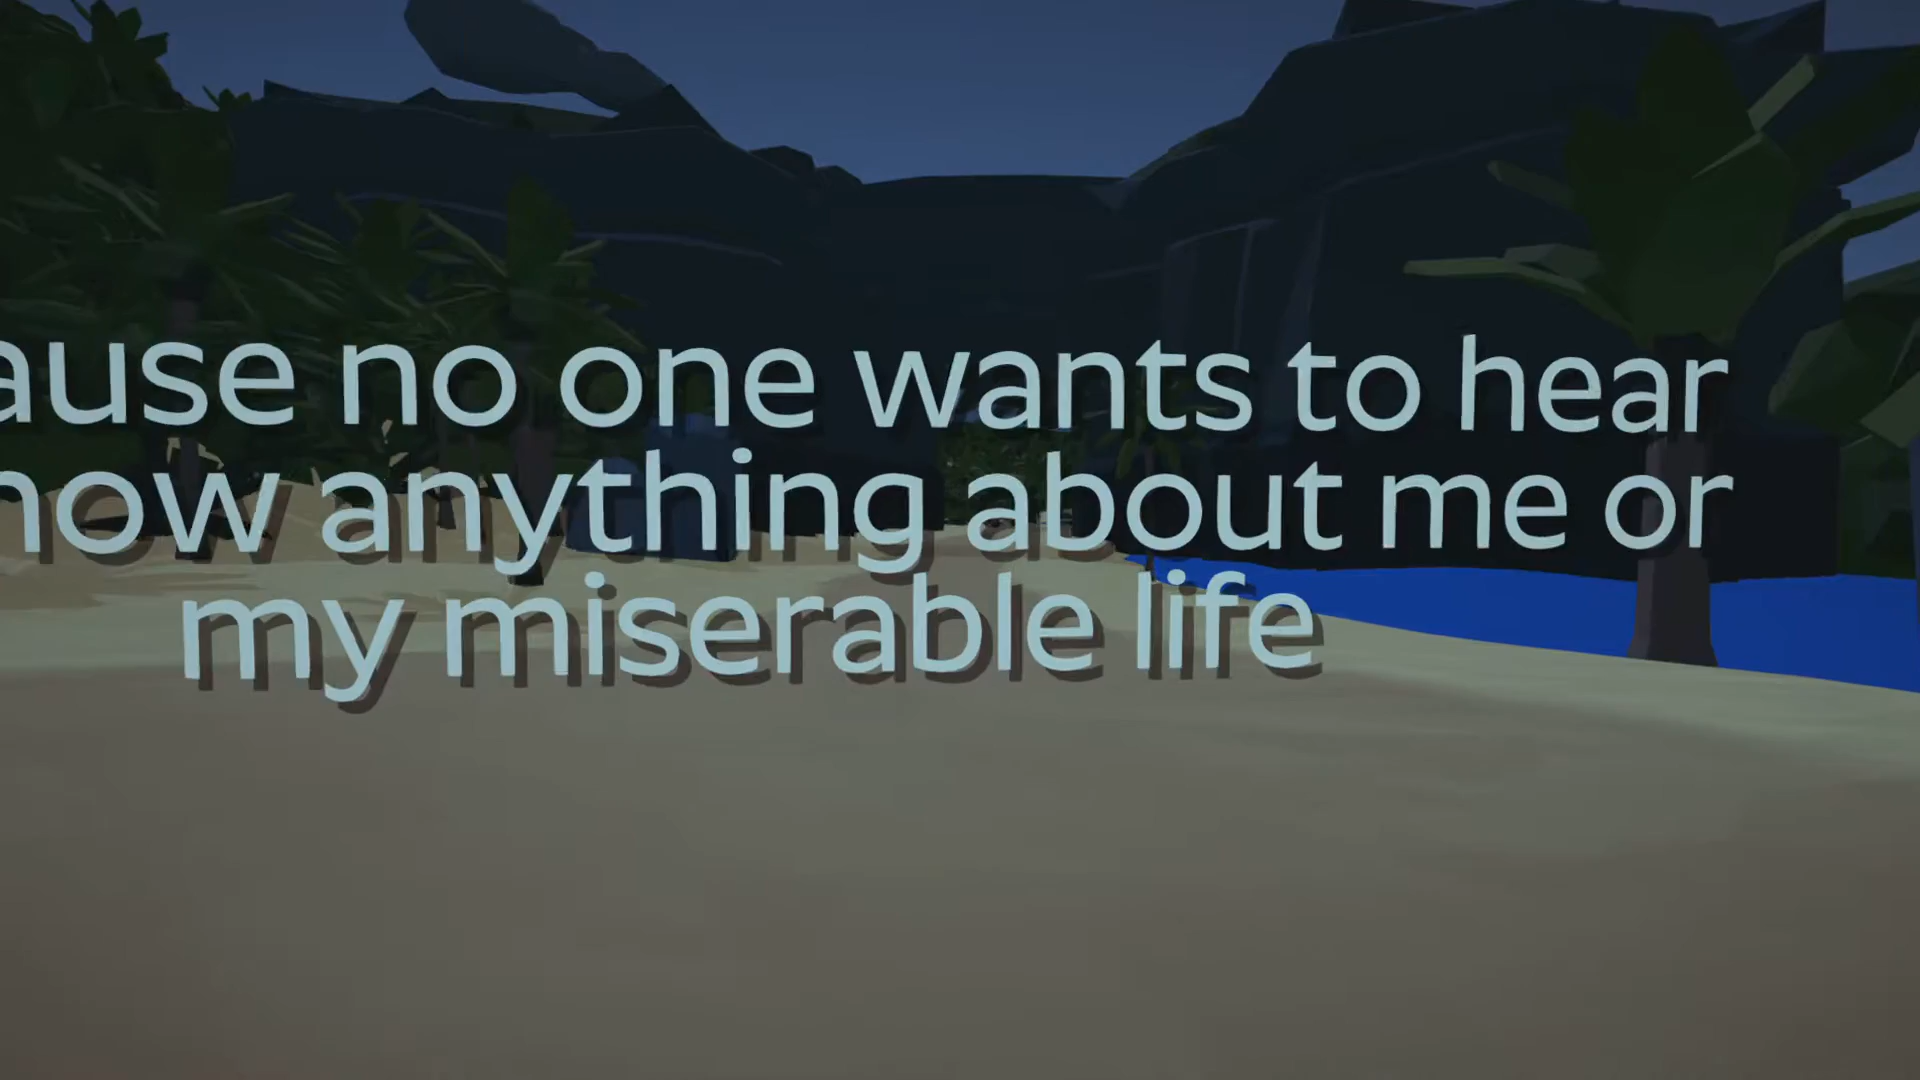 ause no one wants to hear
now anything about me or
my miserable life